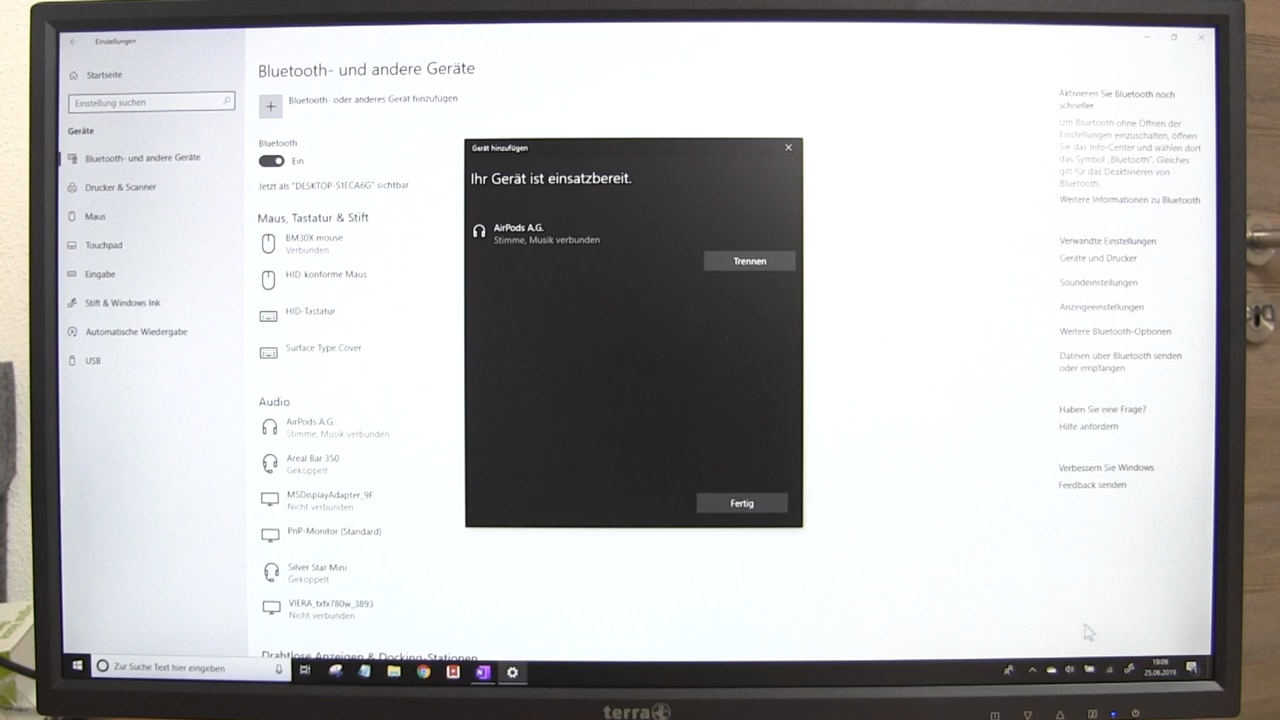 Einstellungen
Startseite
Einstellung suchen
Geräte
Bluetooth- und andere Geräte
Drucker & Scanner
Maus
Touchpad
Eingabe
Stift & Windows Ink
Automatische Wiedergabe
USB
Bluetooth- und andere Geräte
Bluetooth- oder anderes Gerät hinzufügen
Bluetooth
Ein
Jetzt als "DESKTOP-S1ECA6G" sichtbar
Maus, Tastatur & Stift
BM30X mouse
Verbunden
HID-konforme Maus
HID-Tastatur
Surface Type Cover
Audio
AirPods A.G.
Stimme, Musik verbunden
Areal Bar 350
Gekoppelt
MSDisplayAdapter_9F
Nicht verbunden
PnP-Monitor (Standard)
Silver Star Mini
Gekoppelt
VIERA_txfx780w_3893
Nicht verbunden
Drahtlose Anzeigen & Docking-Stationen
Gerät hinzufügen
Ihr Gerät ist einsatzbereit.
AirPods A.G.
Stimme, Musik verbunden
Trennen
Fertig
Aktivieren Sie Bluetooth noch
schneller
Um Bluetooth ohne Öffnen der
Einstellungen einzuschalten, öffnen
Sie das Info-Center und wählen dort
das Symbol „Bluetooth". Gleiches
gilt für das Deaktivieren von
Bluetooth.
Weitere Informationen zu Bluetooth
Verwandte Einstellungen
Geräte und Drucker
Soundeinstellungen
Anzeigeeinstellungen
Weitere Bluetooth-Optionen
Dateien über Bluetooth senden
oder empfangen
Haben Sie eine Frage?
Hilfe anfordern
Verbessern Sie Windows
Feedback senden
Zur Suche Text hier eingeben
19:09
25.06.2019
terra